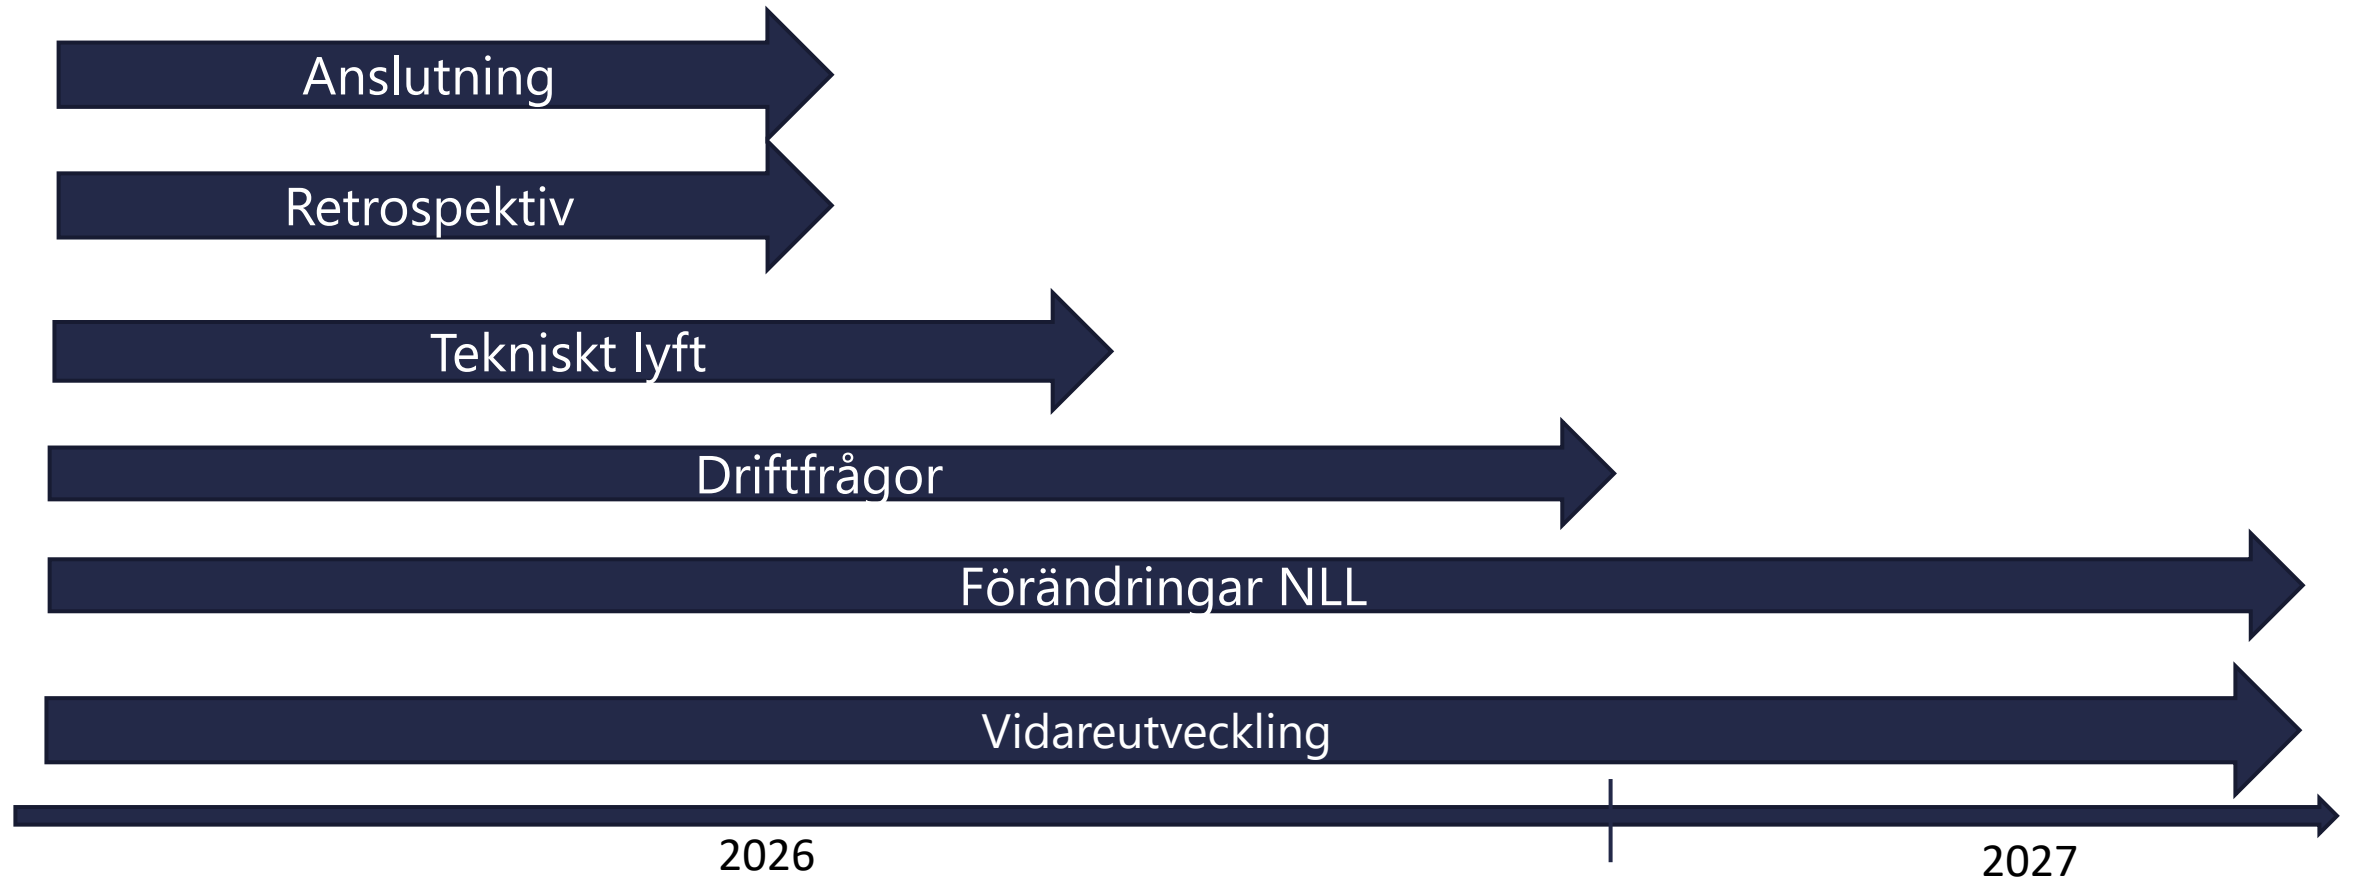 Anslutning
Retrospektiv
Tekniskt lyft
Driftfrågor
Förändringar NLL
Vidareutveckling
2026
2027